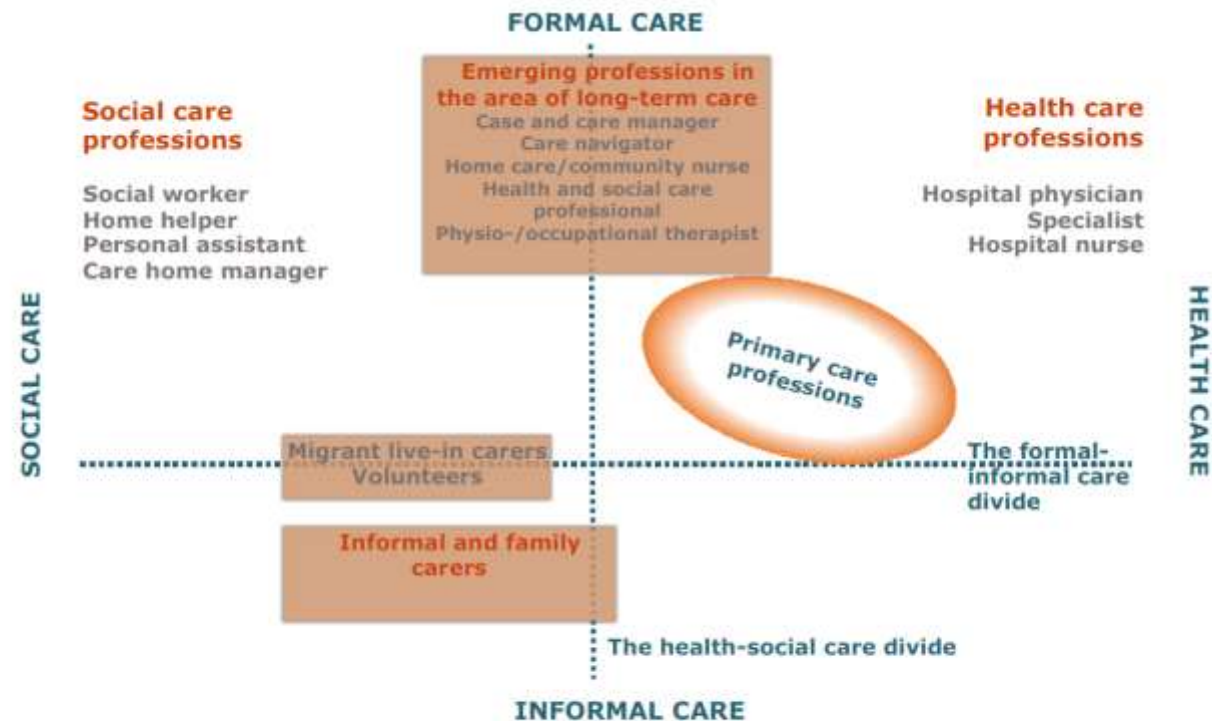 FORMAL CARE
Emerging professions in
the area of long-term care
Case and care manager
Care navigator
Home care/community nurse
Health and social care
professional
Physio-/occupational therapist
Social care
professions
Social worker
Home helper
Personal assistant
Care home manager
Health care
professions
Hospital physician
Specialist
Hospital nurse
SOCIAL CARE
HEALTH CARE
Primary care
professions
Migrant live-in carers
Volunteers
The formal-
informal care
divide
Informal and family
carers
The health-social care divide
INFORMAL CARE